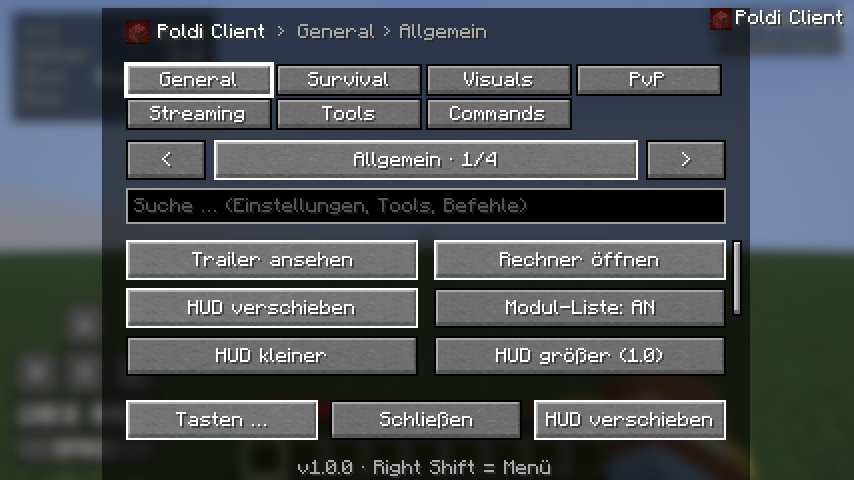 Poldi Client > General > Allgemein
Poldi Client
General Survival Visuals PvP
Streaming Tools Commands
< Allgemein · 1/4 >
Suche ... (Einstellungen, Tools, Befehle)
Trailer ansehen Rechner öffnen
HUD verschieben Modul-Liste: AN
HUD kleiner HUD größer (1.0)
Tasten ... Schließen HUD verschieben
v1.0.0 · Right Shift = Menü